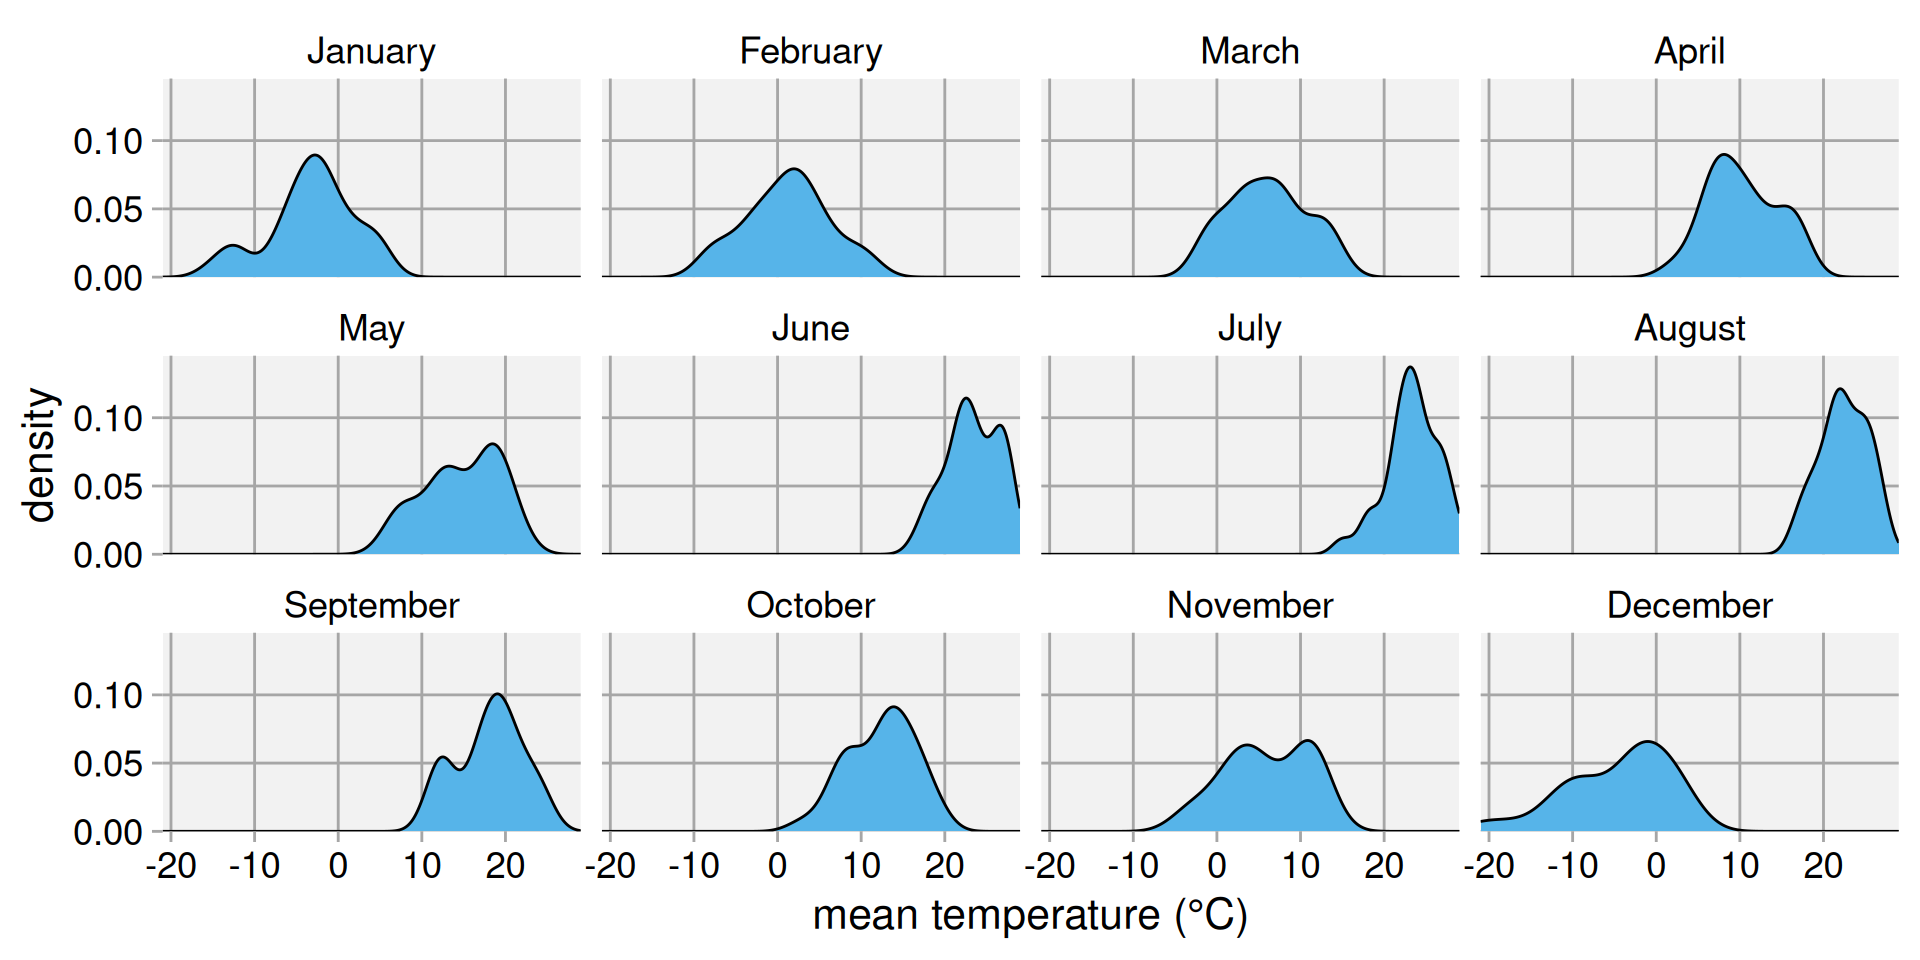 January February March April
0.10
0.05
0.00
May June July August
0.10
0.05
0.00
density
September October November December
0.10
0.05
0.00
-20 -10 0 10 20 -20 -10 0 10 20 -20 -10 0 10 20 -20 -10 0 10 20
mean temperature (°C)